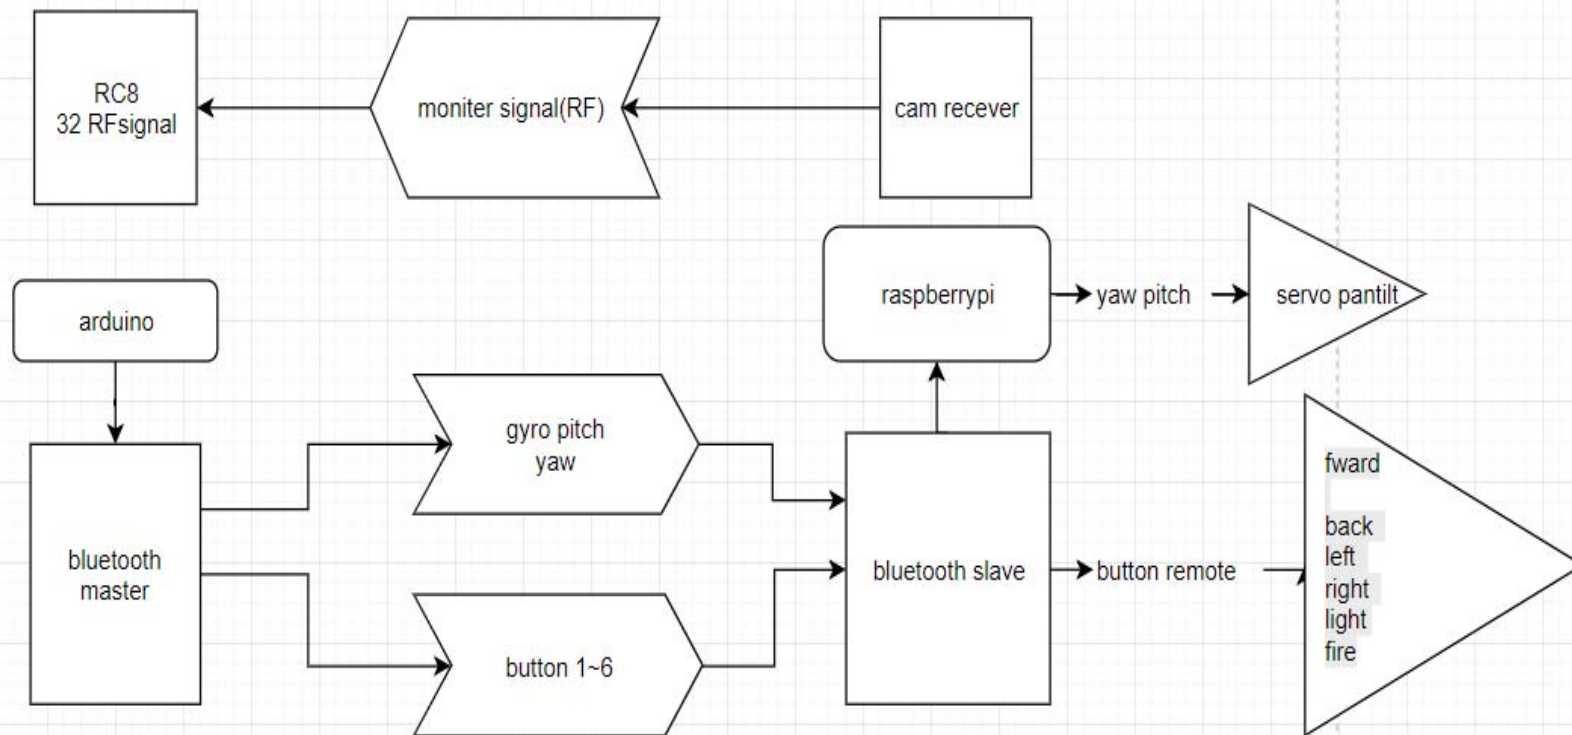 RC8
32 RFsignal
moniter signal(RF)
cam recever
arduino
raspberrypi
yaw pitch
servo pantilt
gyro pitch
yaw
bluetooth
master
bluetooth slave
button remote
fward
back
left
right
light
fire
button 1~6